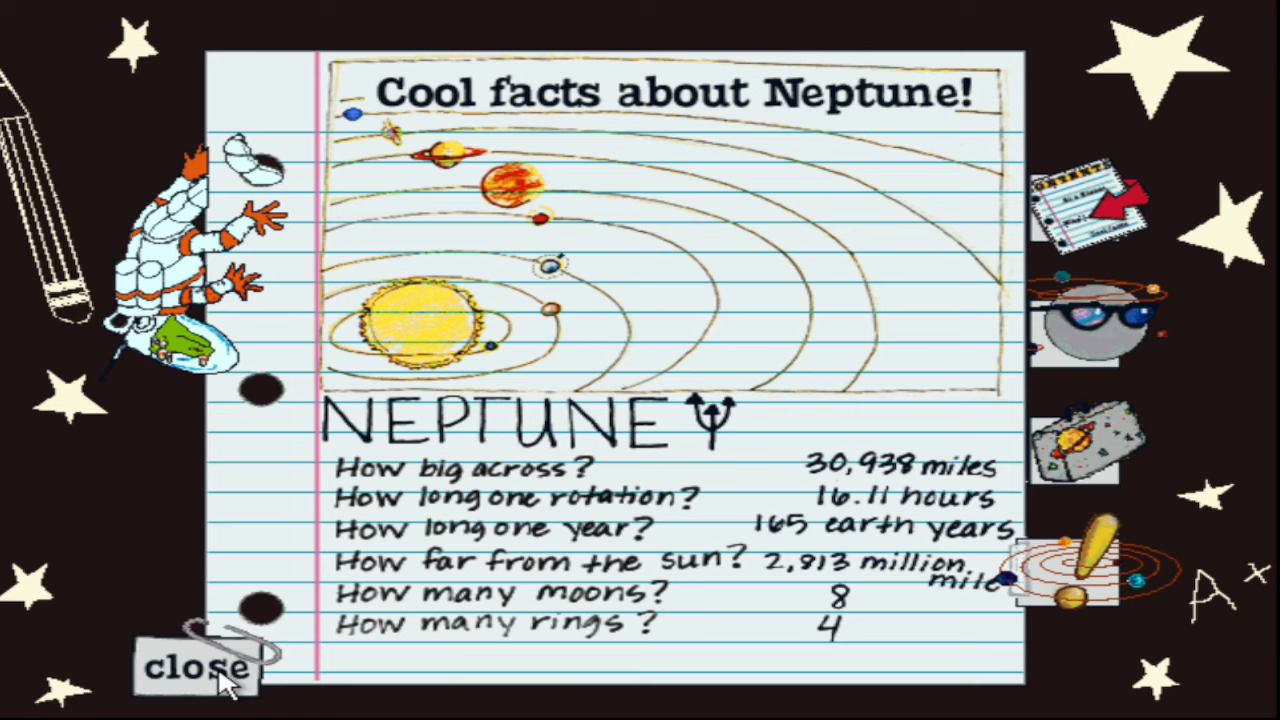 Cool facts about Neptune!
NEPTUNE
How big across? 30,938 miles
How long one rotation? 16.11 hours
How long one year? 165 earth years
How far from the sun? 2,813 million
mile
How many moons? 8
How many rings? 4
close
A